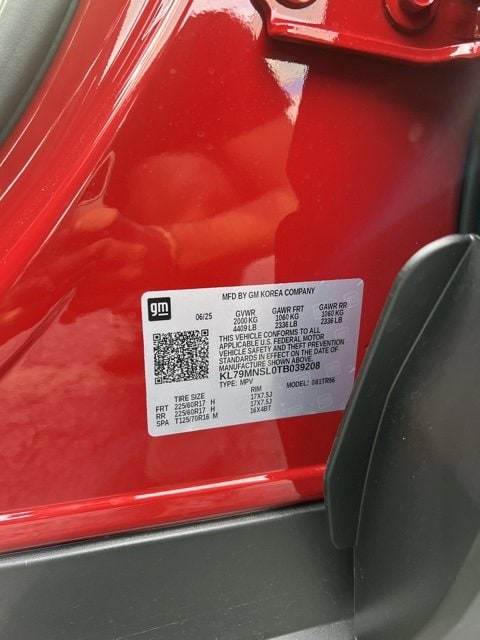 gm
MFD BY GM KOREA COMPANY
06/25 GVWR GAWR FRT GAWR RR
2000 KG 1060 KG 1060 KG
4409 LB 2336 LB 2336 LB
THIS VEHICLE CONFORMS TO ALL
APPLICABLE U.S. FEDERAL MOTOR
VEHICLE SAFETY AND THEFT PREVENTION
STANDARDS IN EFFECT ON THE DATE OF
MANUFACTURE SHOWN ABOVE.
KL79MNSL0TB039208
TYPE: MPV MODEL: 081TR56
TIRE SIZE RIM
FRT 225/60R17 H 17X7.5J
RR 225/60R17 H 17X7.5J
SPA T125/70R16 M 16X4BT